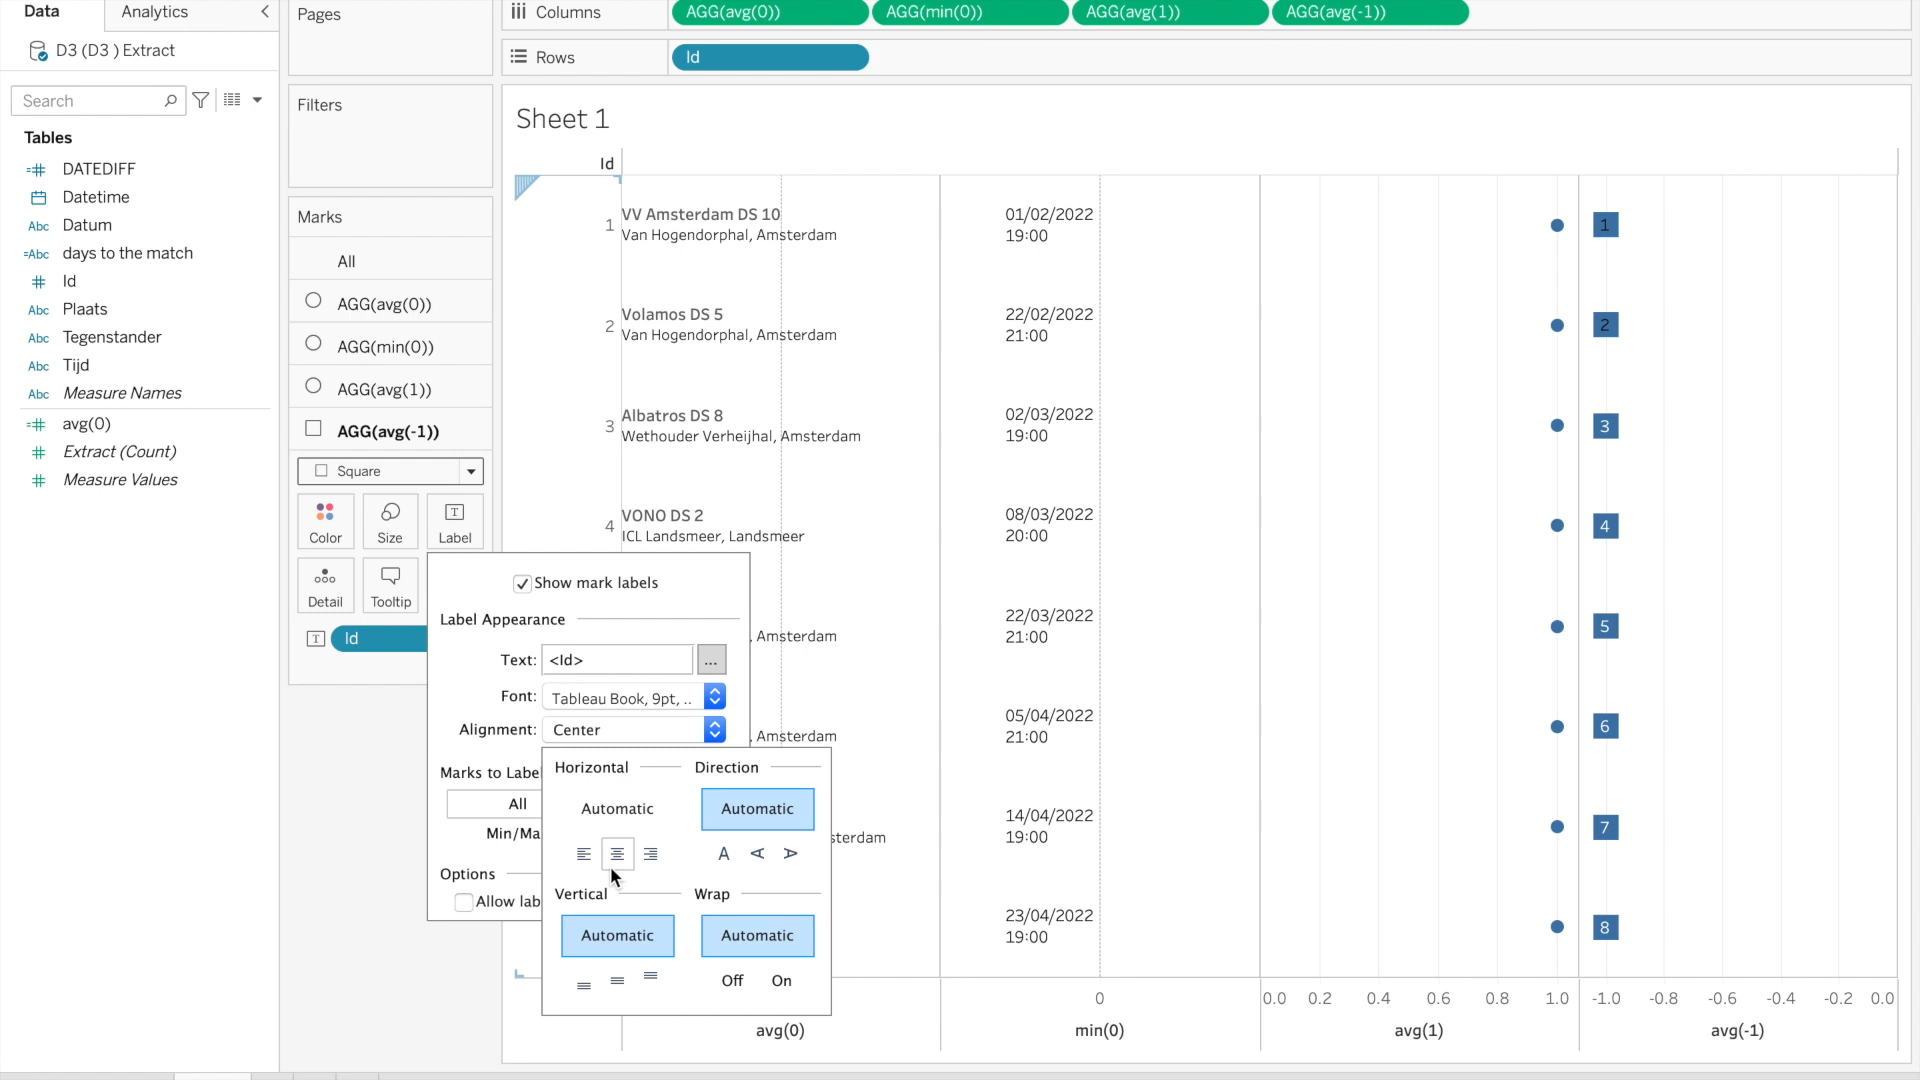 Data
Analytics
D3 (D3 ) Extract
Search
Tables
DATEDIFF
Datetime
Abc Datum
=Abc days to the match
Id
Abc Plaats
Abc Tegenstander
Abc Tijd
Abc Measure Names
avg(0)
Extract (Count)
Measure Values
Pages
Filters
Marks
All
AGG(avg(0))
AGG(min(0))
AGG(avg(1))
AGG(avg(-1))
Square
Color
Size
Label
Detail
Tooltip
Id
Columns
AGG(avg(0))
AGG(min(0))
AGG(avg(1))
AGG(avg(-1))
Rows
Id
Sheet 1
Id
1
VV Amsterdam DS 10
Van Hogendorphal, Amsterdam
01/02/2022
19:00
1
2
Volamos DS 5
Van Hogendorphal, Amsterdam
22/02/2022
21:00
2
3
Albatros DS 8
Wethouder Verheijhal, Amsterdam
02/03/2022
19:00
3
4
VONO DS 2
ICL Landsmeer, Landsmeer
08/03/2022
20:00
4
, Amsterdam
22/03/2022
21:00
5
, Amsterdam
05/04/2022
21:00
6
sterdam
14/04/2022
19:00
7
23/04/2022
19:00
8
0
0.0 0.2 0.4 0.6 0.8 1.0
-1.0 -0.8 -0.6 -0.4 -0.2 0.0
avg(0)
min(0)
avg(1)
avg(-1)
Show mark labels
Label Appearance
Text: <Id>
...
Font: Tableau Book, 9pt, ..
Alignment: Center
Marks to Labe
All
Min/Ma
Options
Allow lab
Horizontal
Direction
Automatic
Automatic
A A A
Vertical
Wrap
Automatic
Automatic
Off On